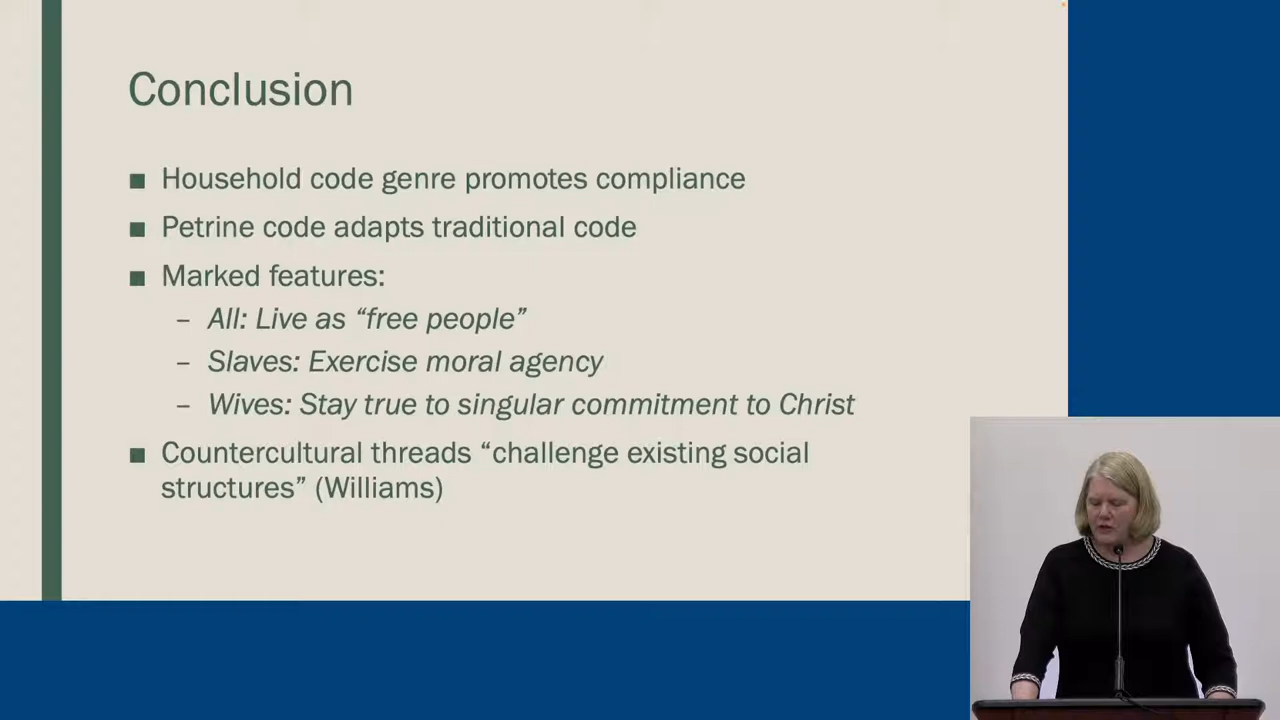 Conclusion
■ Household code genre promotes compliance
■ Petrine code adapts traditional code
■ Marked features:
– All: Live as “free people”
– Slaves: Exercise moral agency
– Wives: Stay true to singular commitment to Christ
■ Countercultural threads “challenge existing social
structures” (Williams)